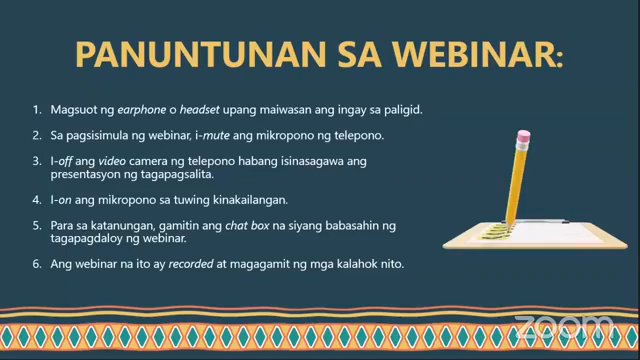 PANUNTUNAN SA WEBINAR:
1. Magsuot ng earphone o headset upang maiwasan ang ingay sa paligid.
2. Sa pagsisimula ng webinar, i-mute ang mikropono ng telepono.
3. I-off ang video camera ng telepono habang isinasagawa ang
presentasyon ng tagapagsalita.
4. I-on ang mikropono sa tuwing kinakailangan.
5. Para sa katanungan, gamitin ang chat box na siyang babasahin ng
tagapagdaloy ng webinar.
6. Ang webinar na ito ay recorded at magagamit ng mga kalahok nito.
zoom